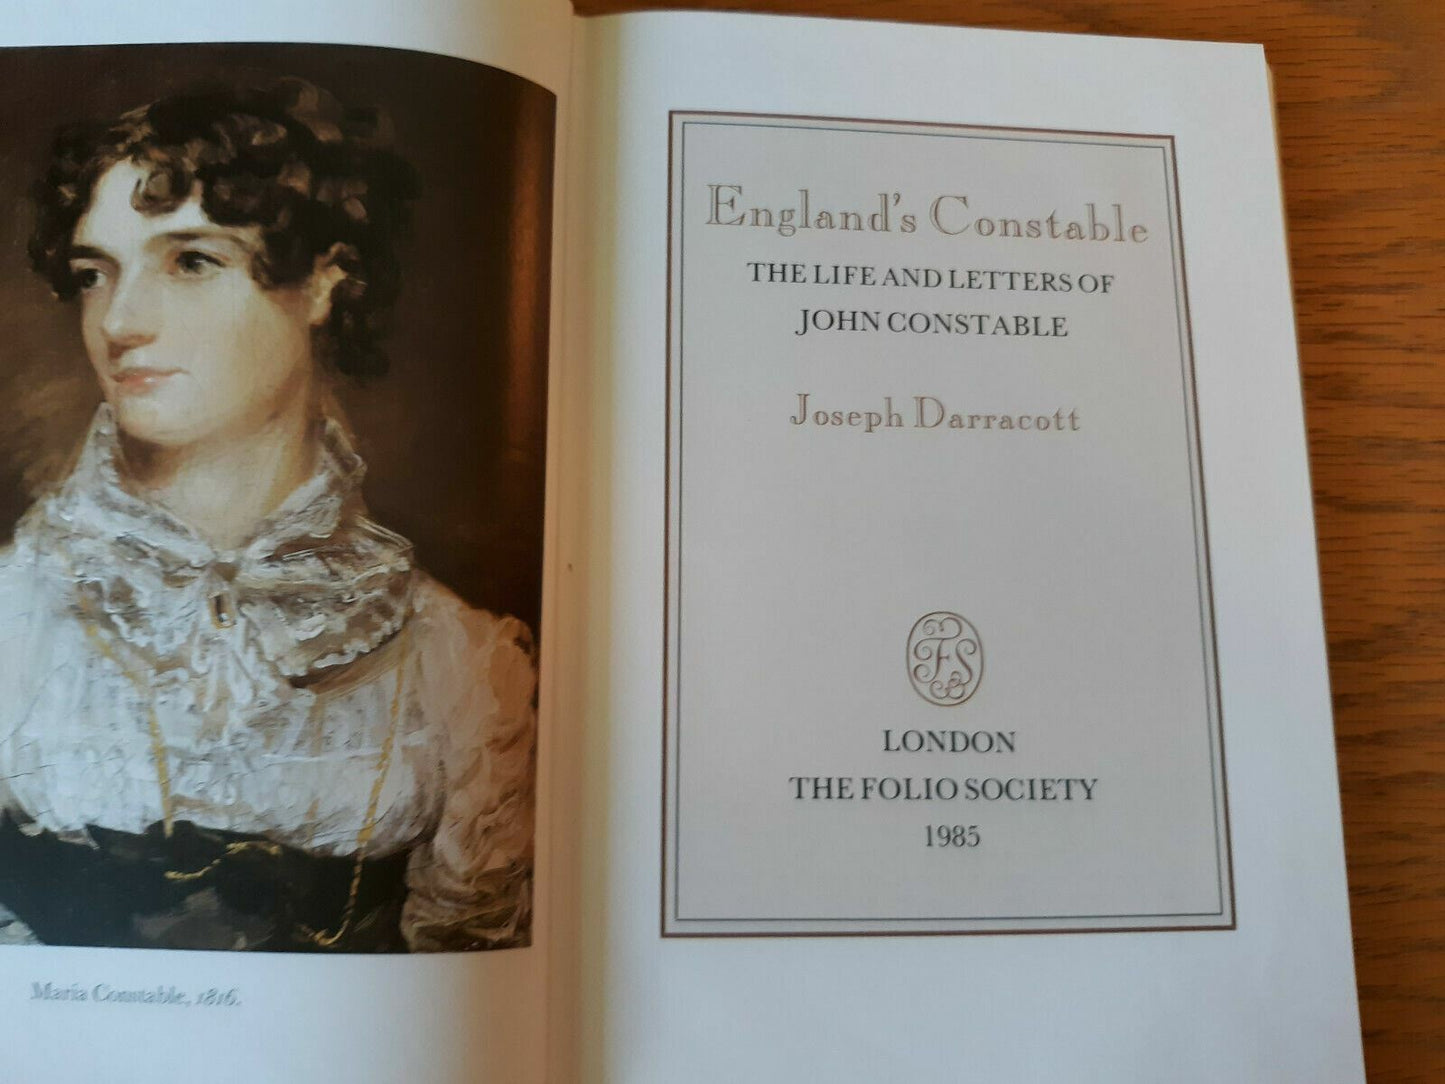 Maria Constable, 1816.
England's Constable
THE LIFE AND LETTERS OF
JOHN CONSTABLE
Joseph Darracott
FS
LONDON
THE FOLIO SOCIETY
1985